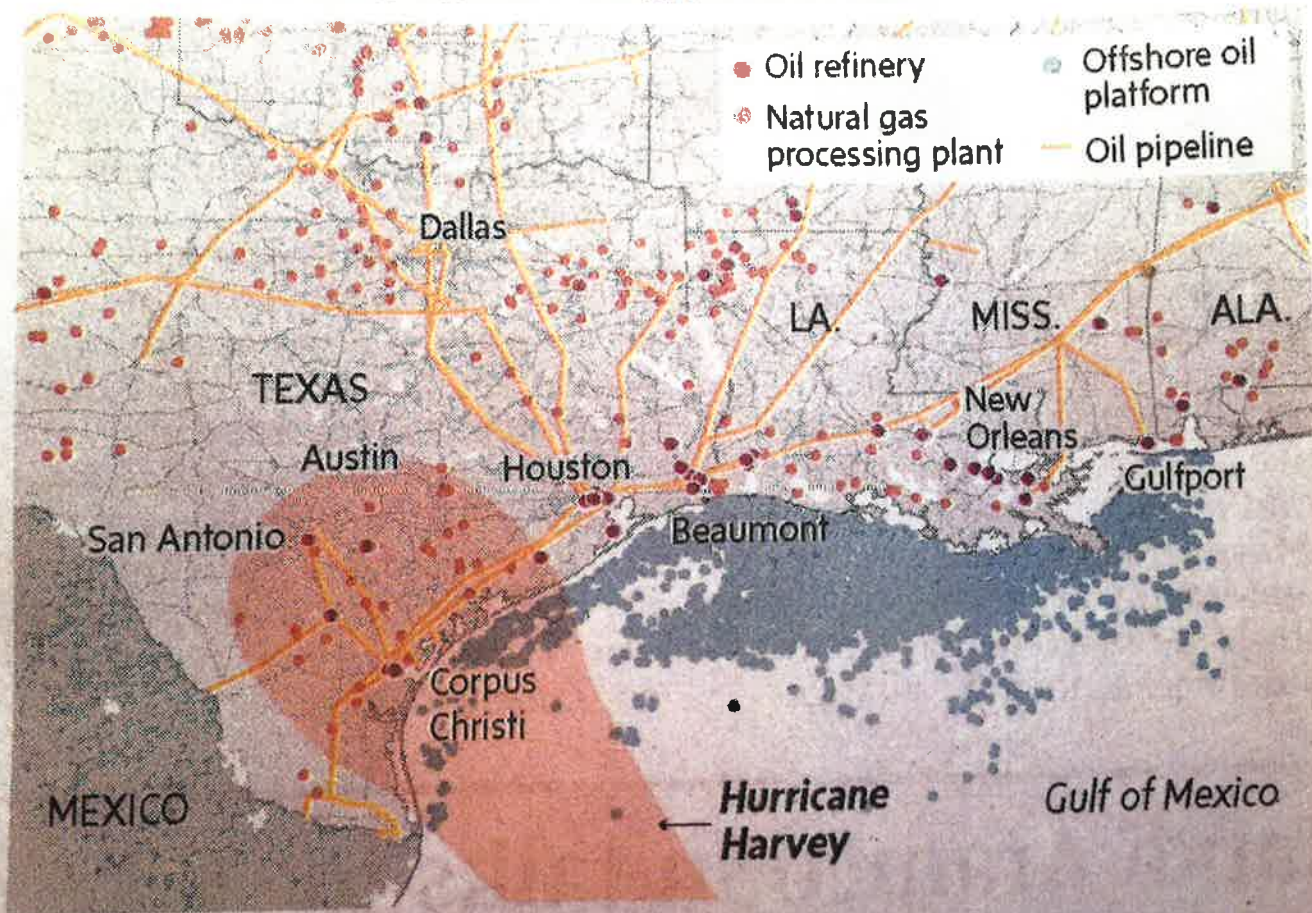 Oil refinery
Natural gas
processing plant
Offshore oil
platform
Oil pipeline
Dallas
LA.
MISS.
ALA.
TEXAS
New
Orleans
Austin
Houston
Gulfport
San Antonio
Beaumont
Corpus
Christi
MEXICO
Hurricane
Harvey
Gulf of Mexico